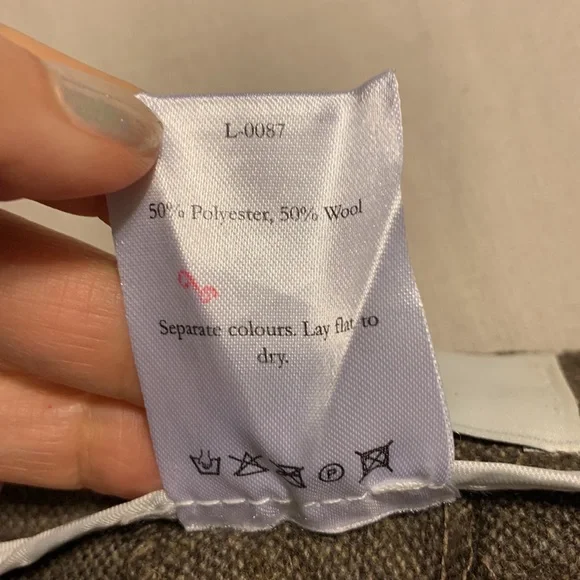 L-0087
50% Polyester, 50% Wool
Separate colours. Lay flat to
dry.
P